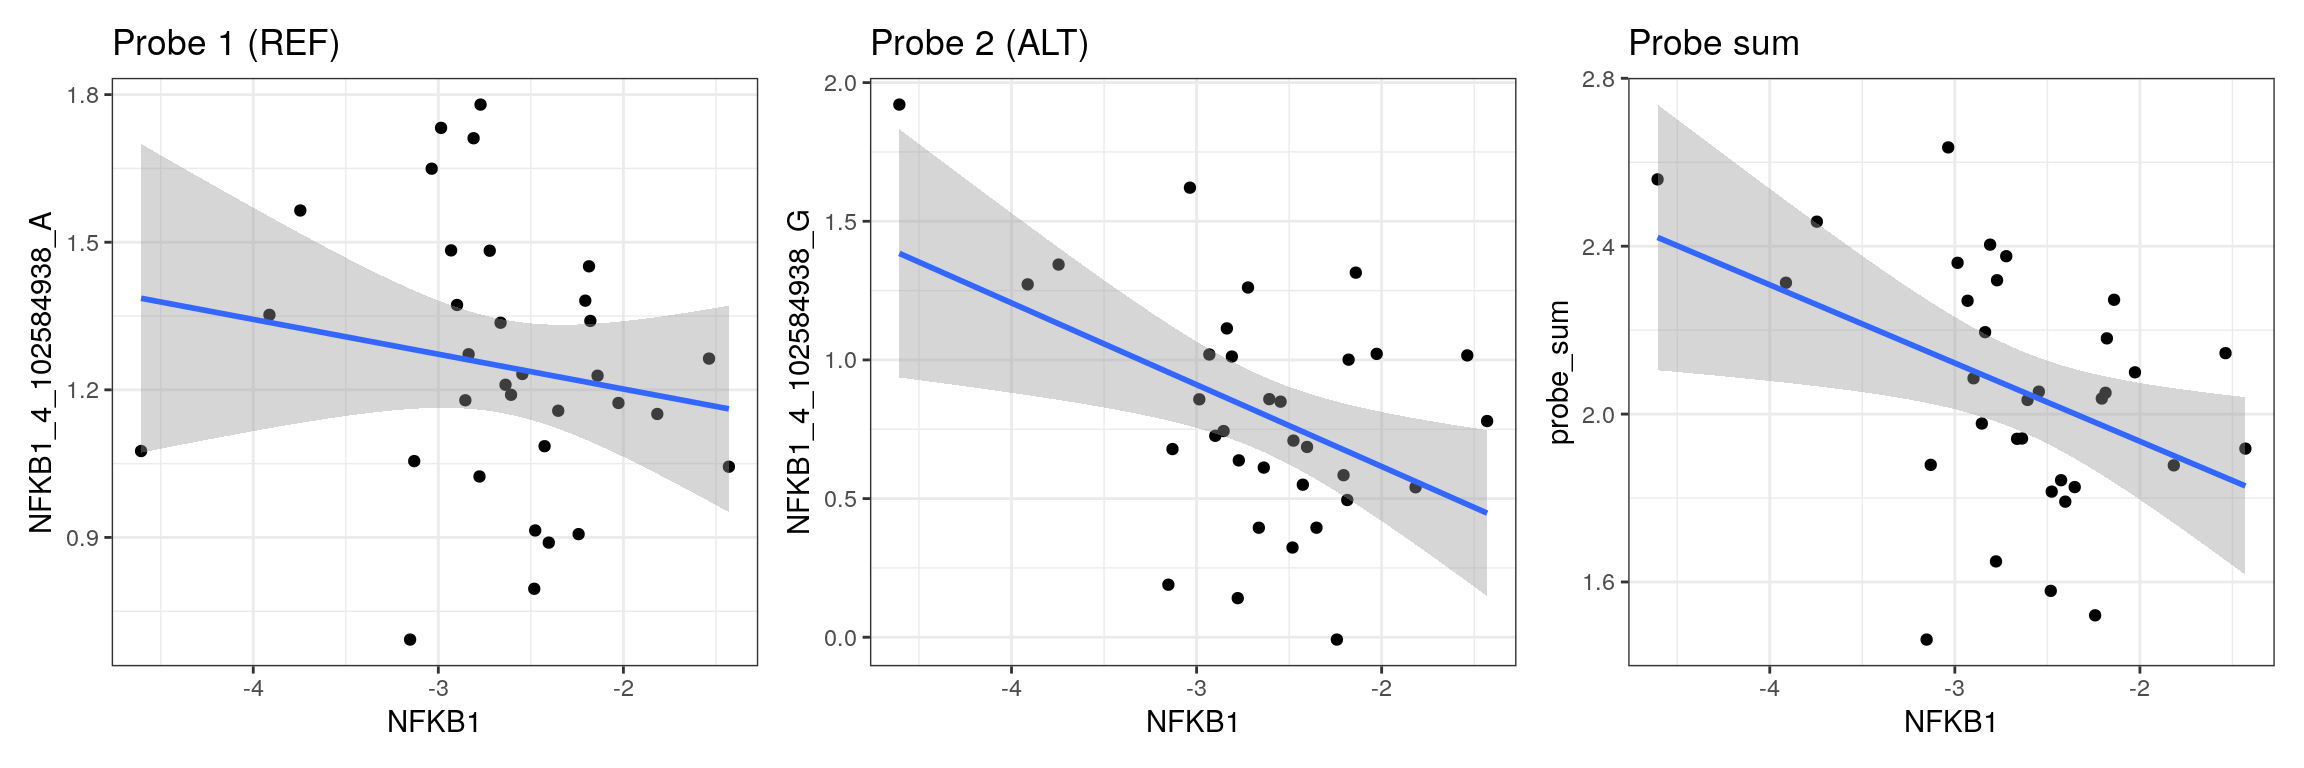 Probe 1 (REF)
NFKB1_4_102584938_A
1.8
1.5
1.2
0.9
-4
-3
-2
NFKB1
Probe 2 (ALT)
NFKB1_4_102584938_G
2.0
1.5
1.0
0.5
0.0
-4
-3
-2
NFKB1
Probe sum
probe_sum
2.8
2.4
2.0
1.6
-4
-3
-2
NFKB1